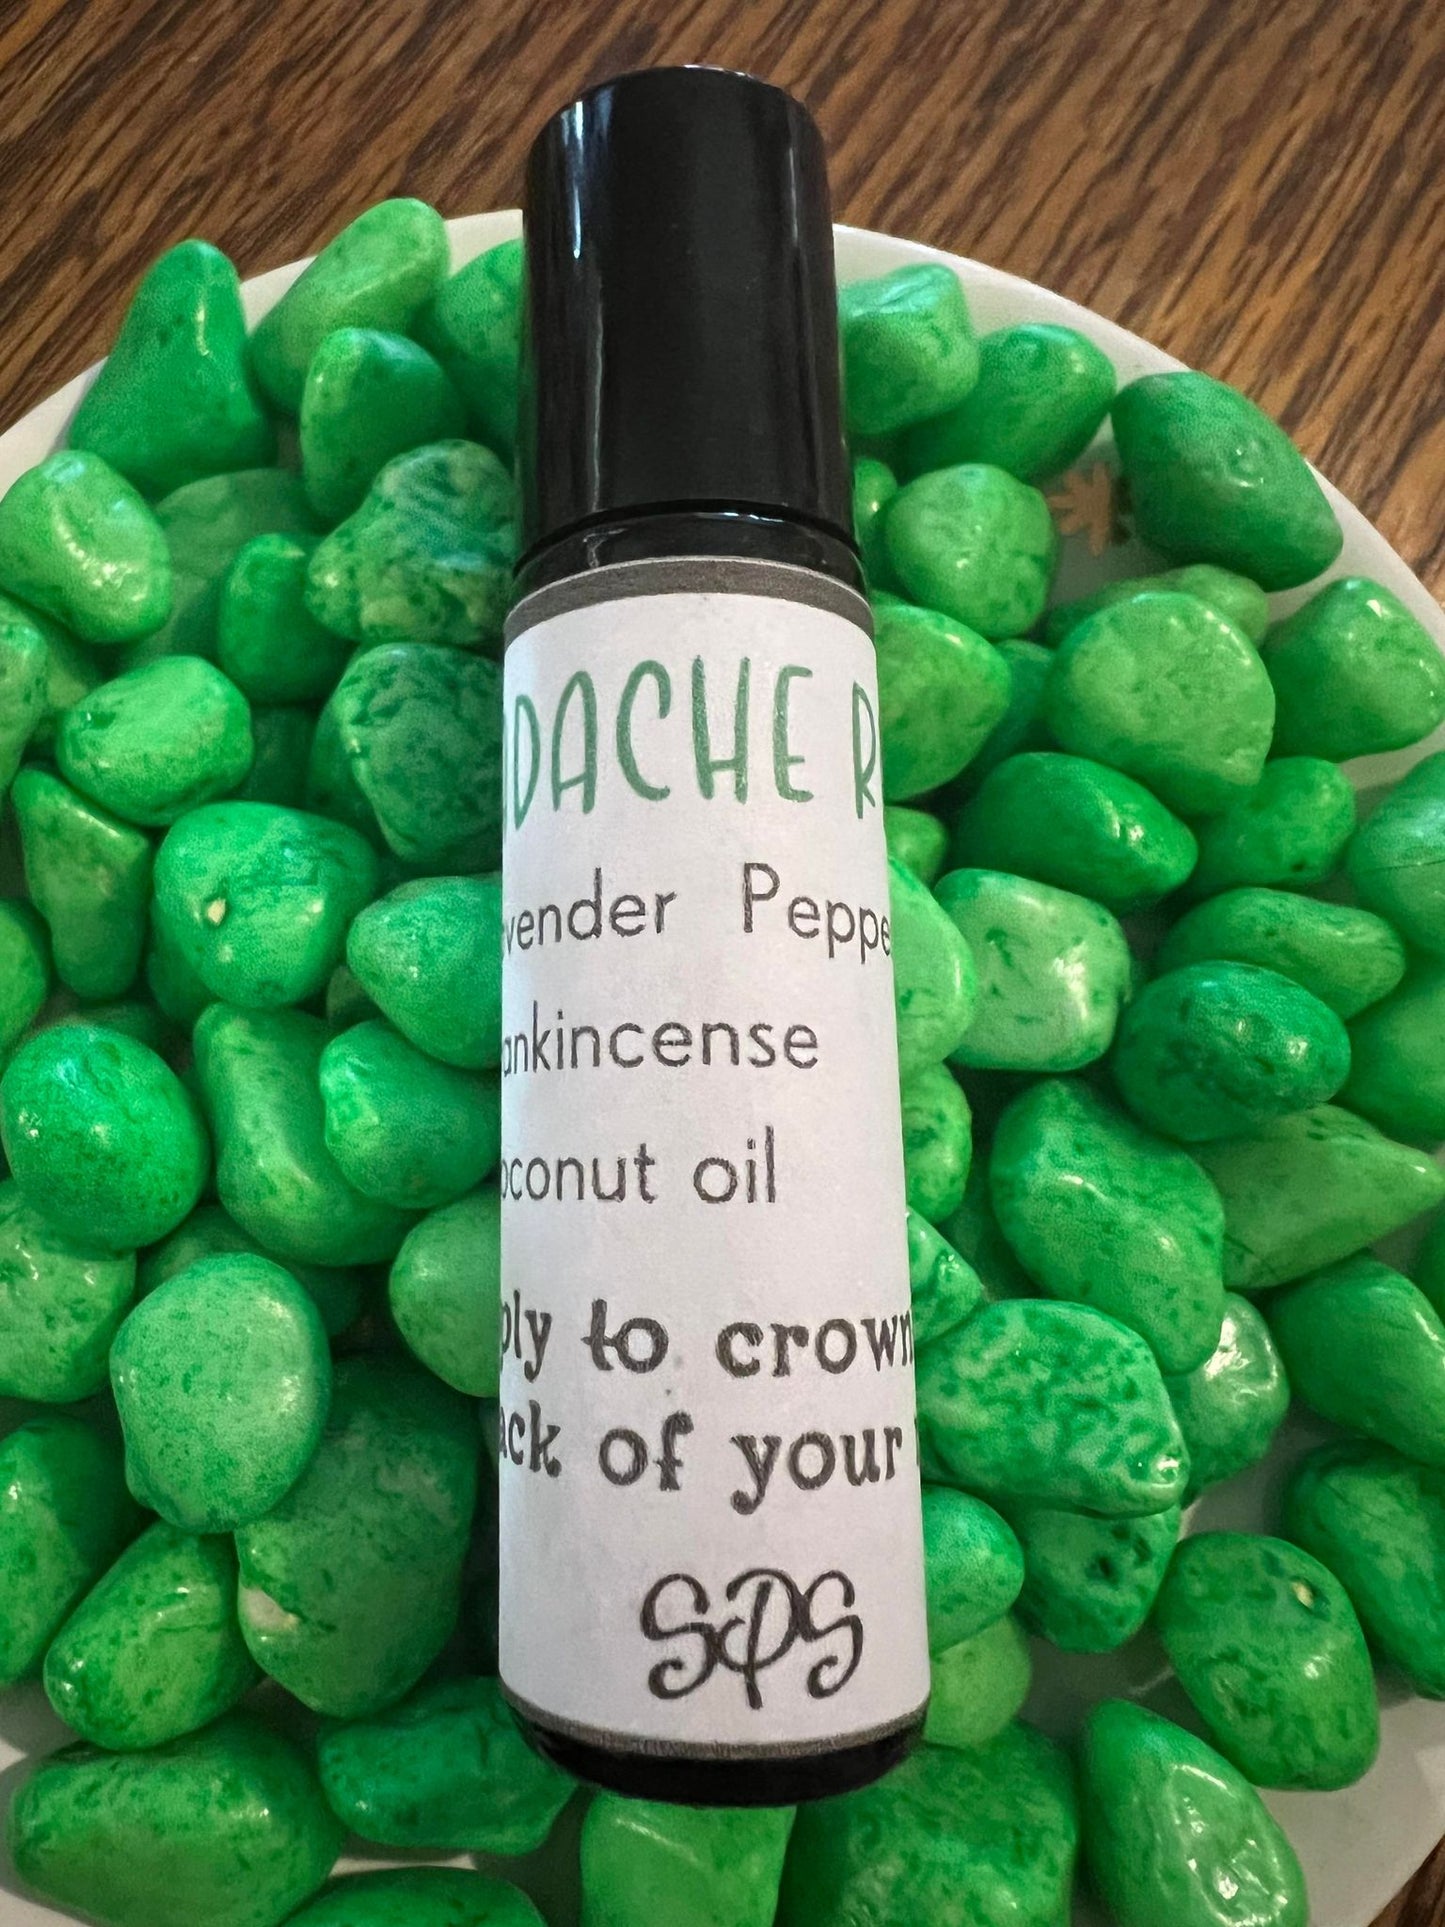 DACHE R
vender Peppe
ankincense
oconut oil
ply to crown
ack of your
SPS